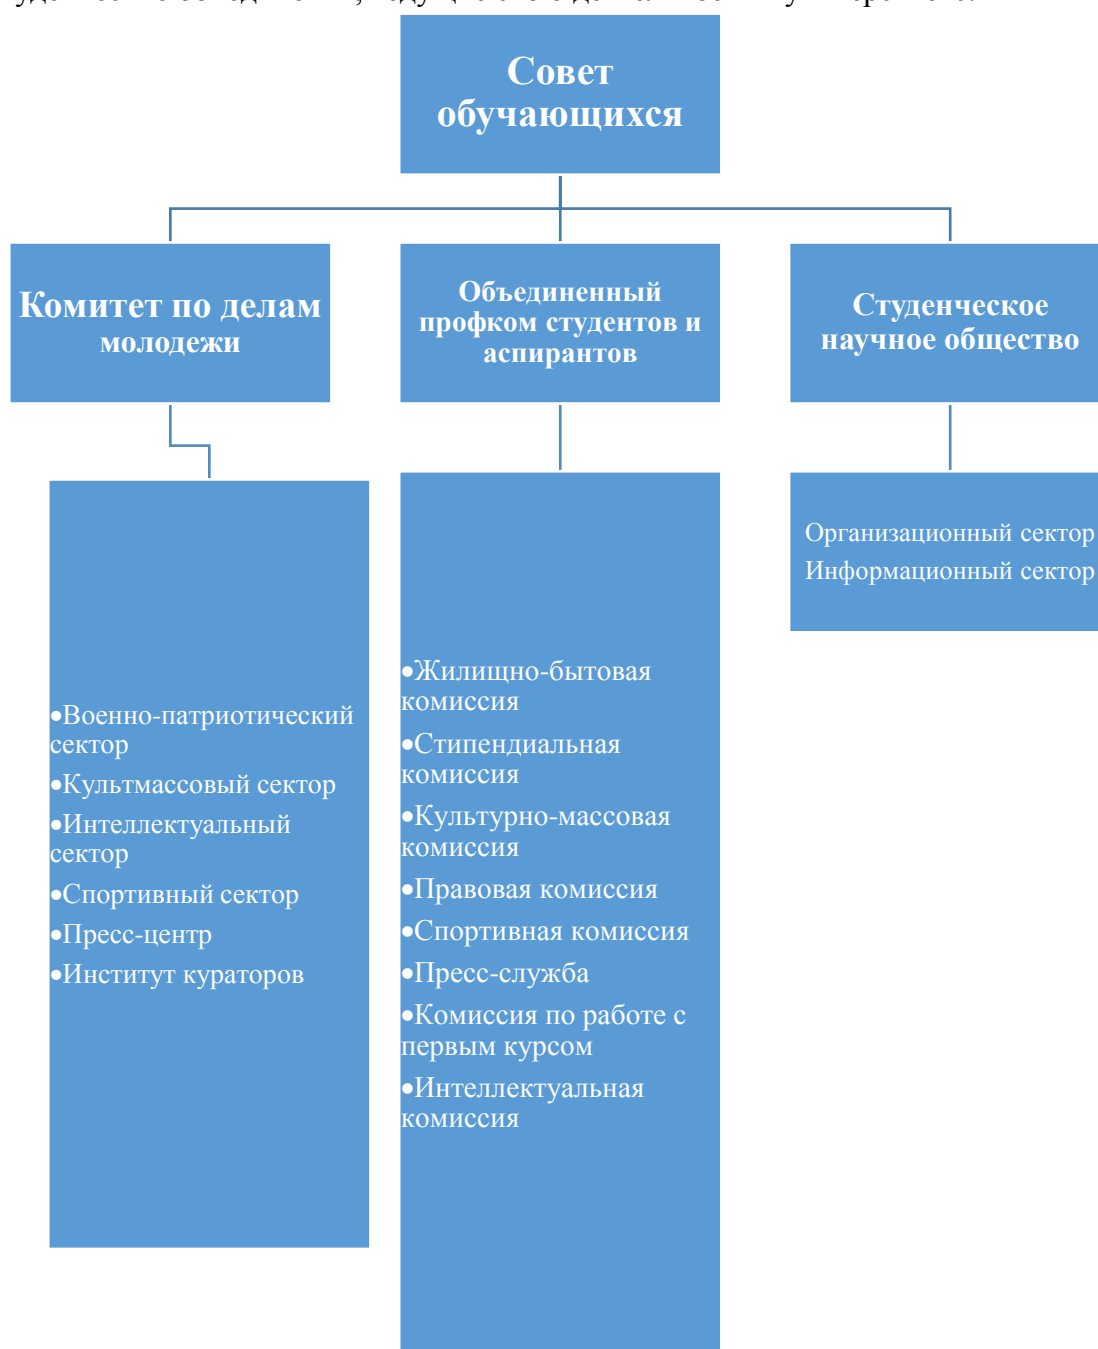 Совет
обучающихся
Комитет по делам
молодежи
Объединенный
профком студентов и
аспирантов
Студенческое
научное общество
•Военно-патриотический
сектор
•Культмассовый сектор
•Интеллектуальный
сектор
•Спортивный сектор
•Пресс-центр
•Институт кураторов
•Жилищно-бытовая
комиссия
•Стипендиальная
комиссия
•Культурно-массовая
комиссия
•Правовая комиссия
•Спортивная комиссия
•Пресс-служба
•Комиссия по работе с
первым курсом
•Интеллектуальная
комиссия
Организационный сектор
Информационный сектор